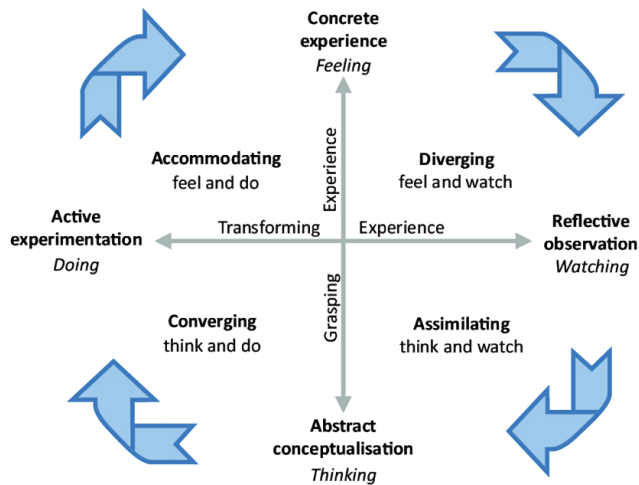 Concrete
experience
Feeling
Accommodating
feel and do
Experience
Diverging
feel and watch
Active
experimentation
Doing
Transforming
Experience
Reflective
observation
Watching
Converging
think and do
Grasping
Assimilating
think and watch
Abstract
conceptualisation
Thinking